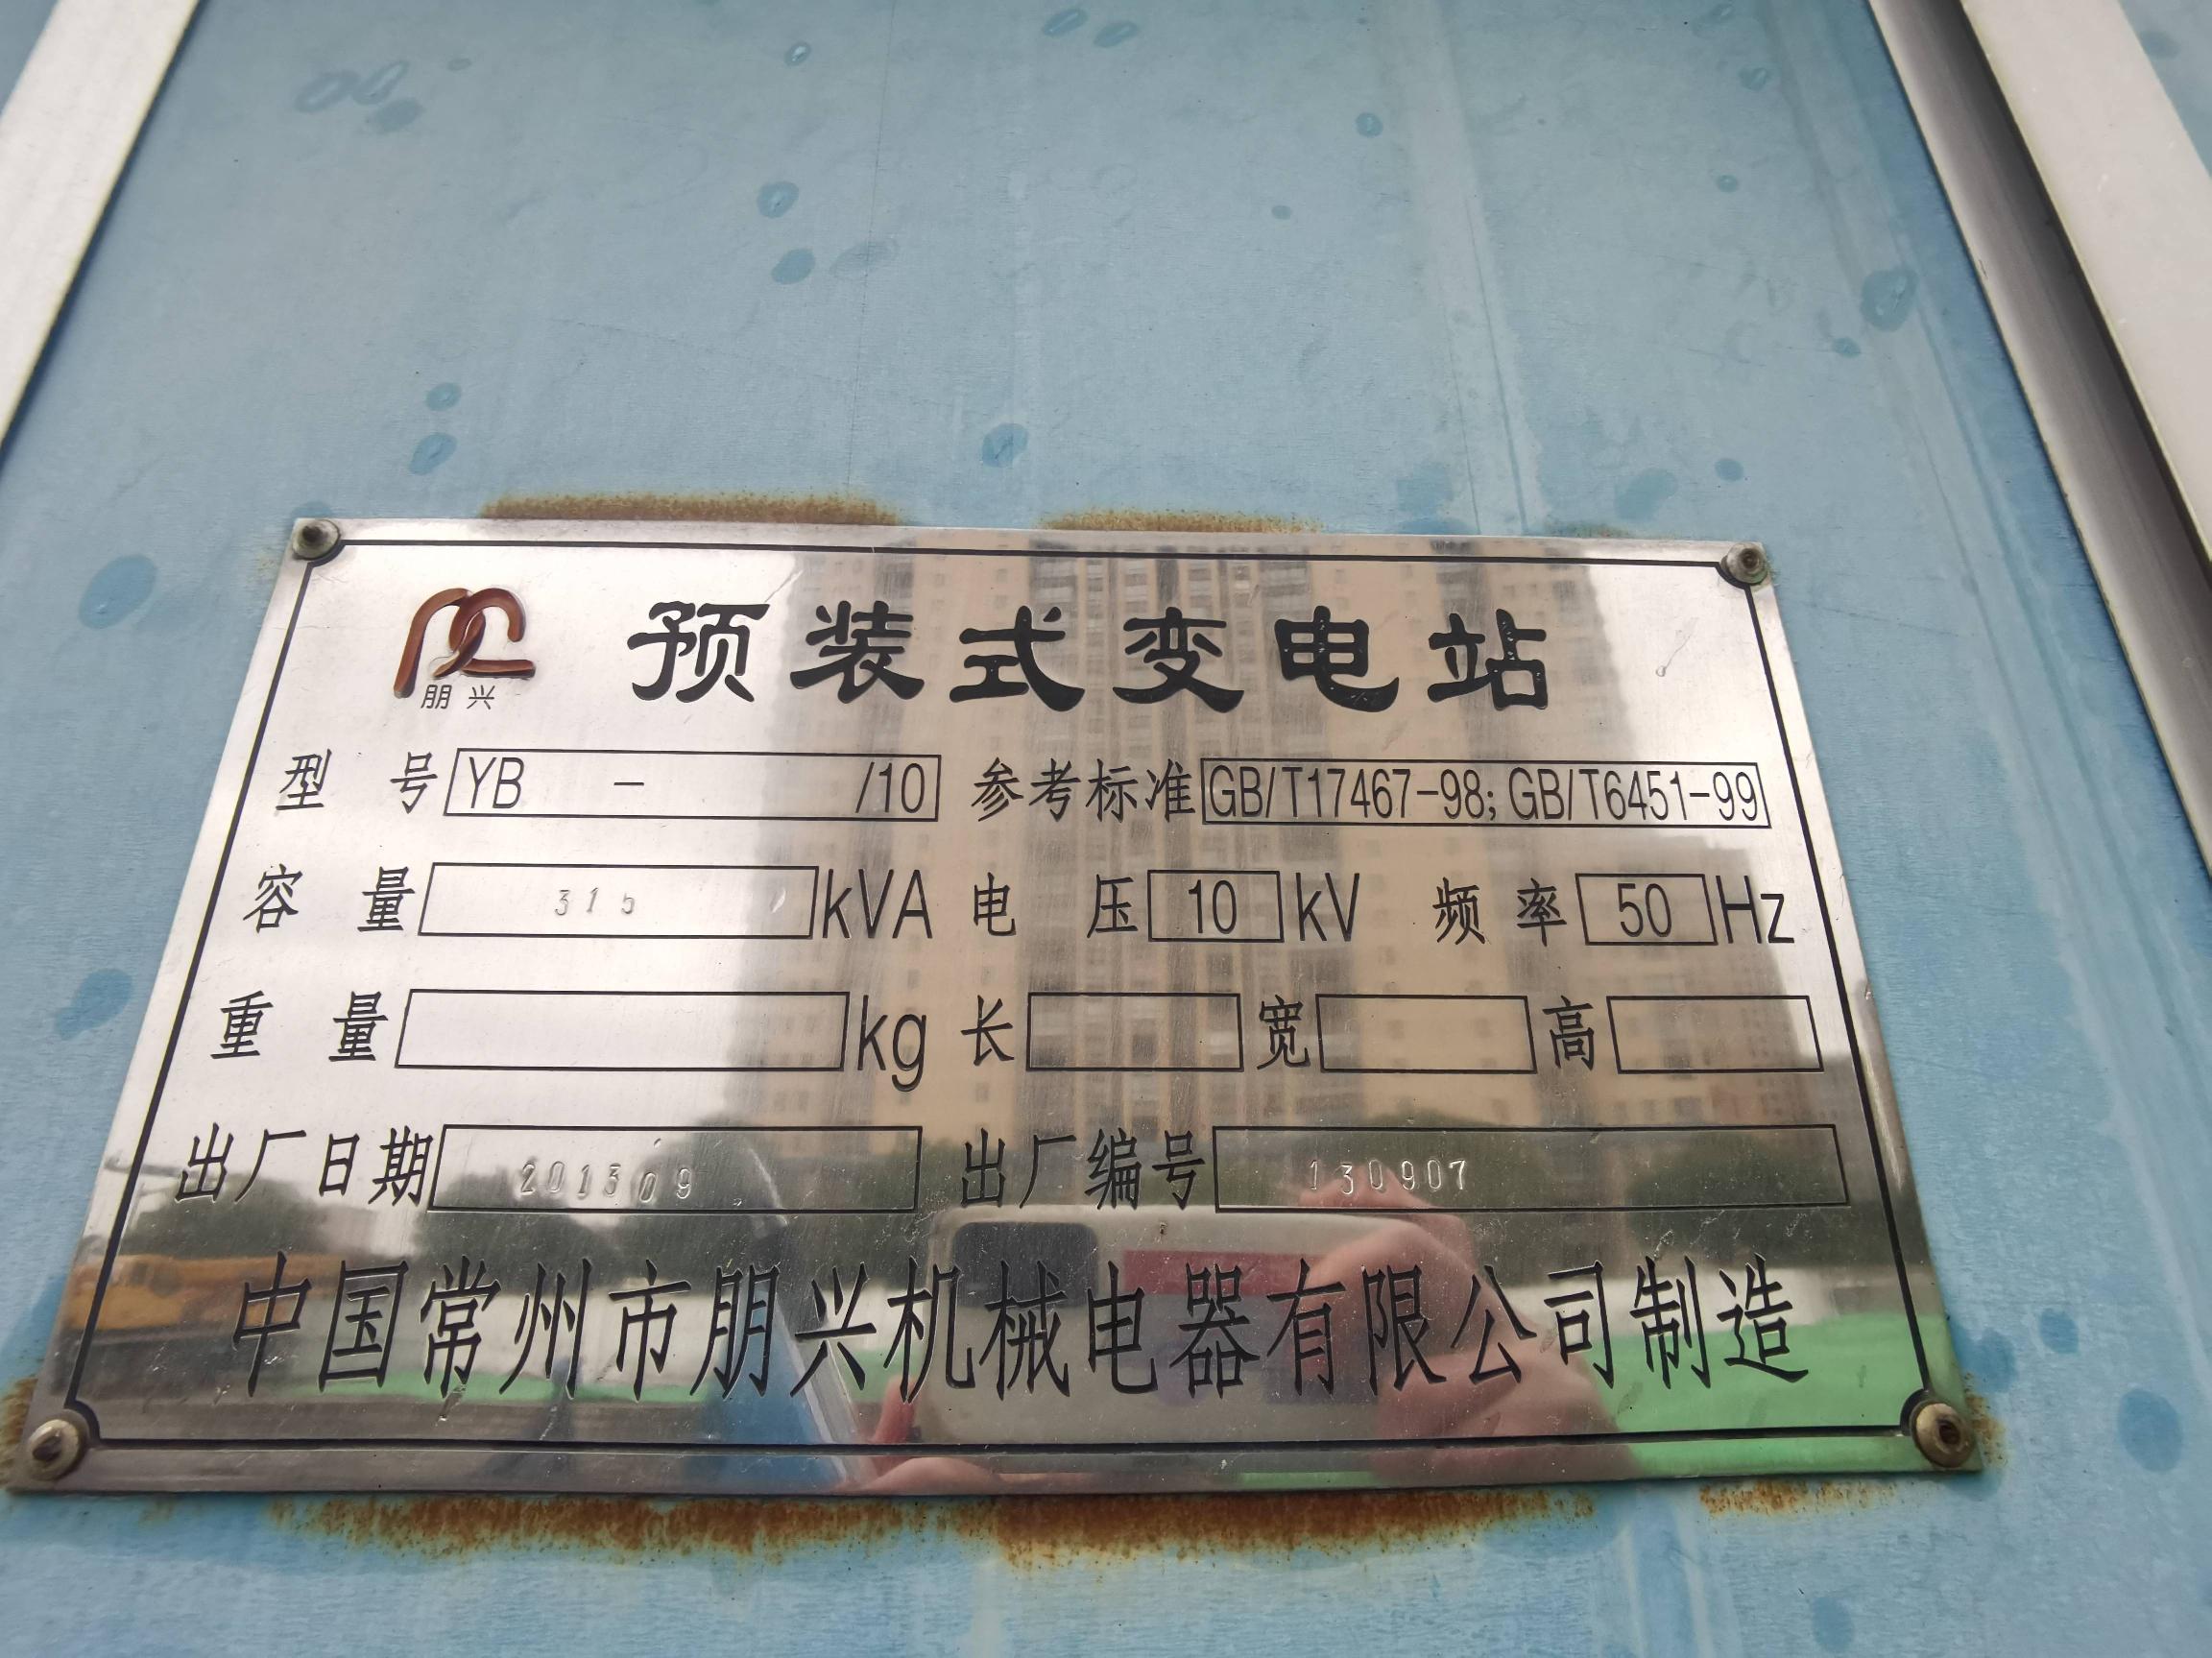 朋兴
预装式变电站
型号 YB - /10 参考标准 GB/T17467-98; GB/T6451-99
容量 315 kVA 电压 10 kV 频率 50 Hz
重量 kg 长 宽 高
出厂日期 201309 出厂编号 130907
中国常州市朋兴机械电器有限公司制造